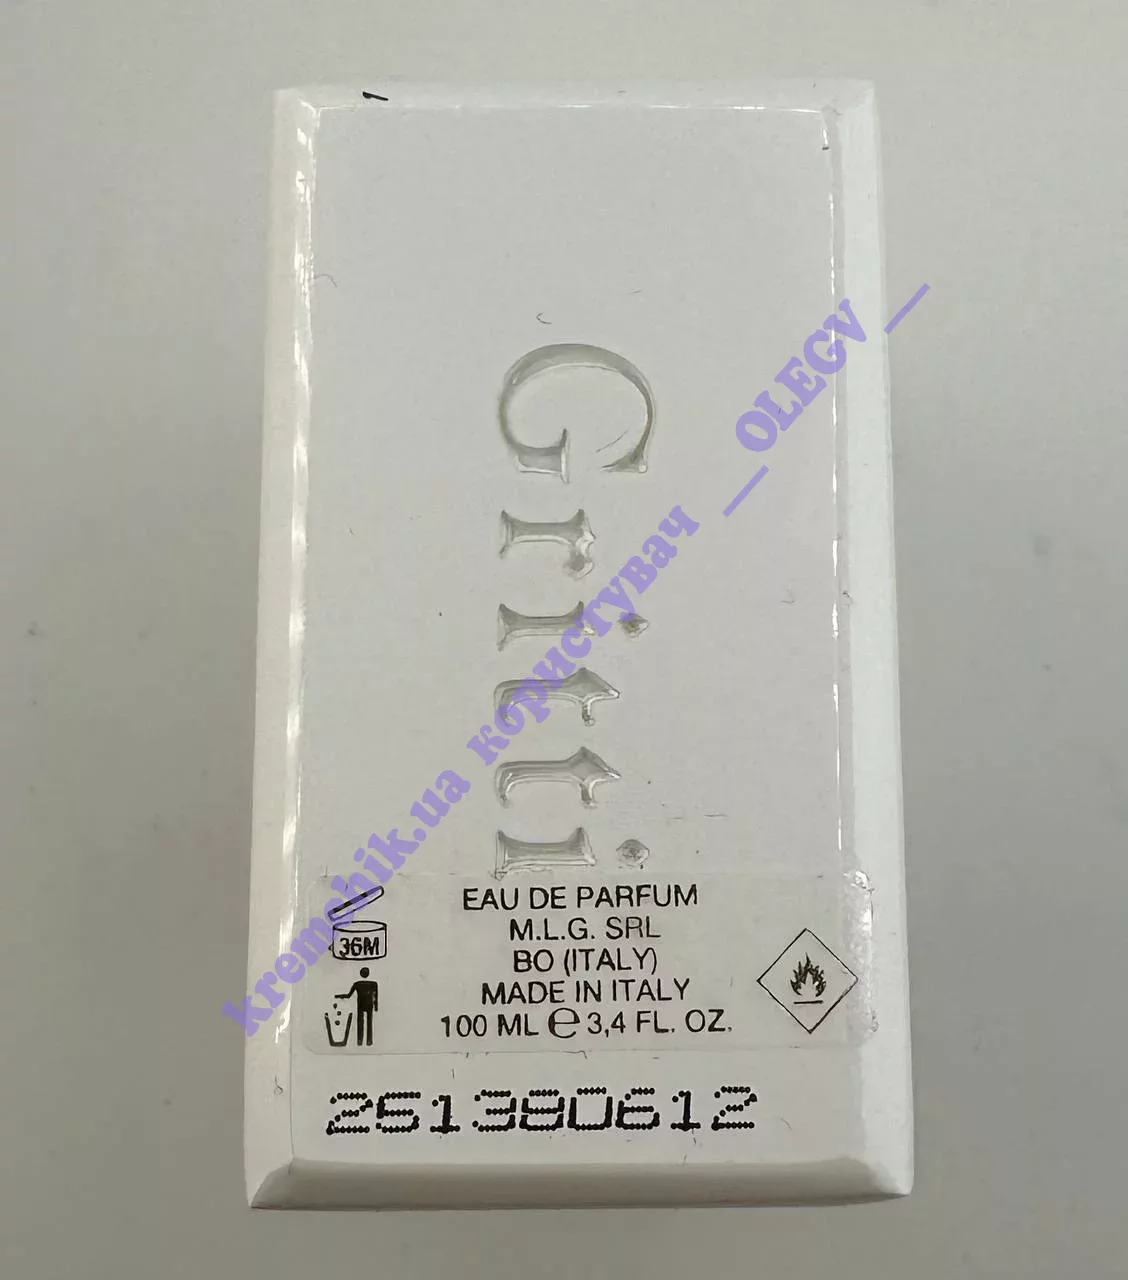 Gritti
kremchik.ua користувач __OLEGV__
36M
EAU DE PARFUM
M.L.G. SRL
BO (ITALY)
MADE IN ITALY
100 ML ℮ 3,4 FL. OZ.
251380612